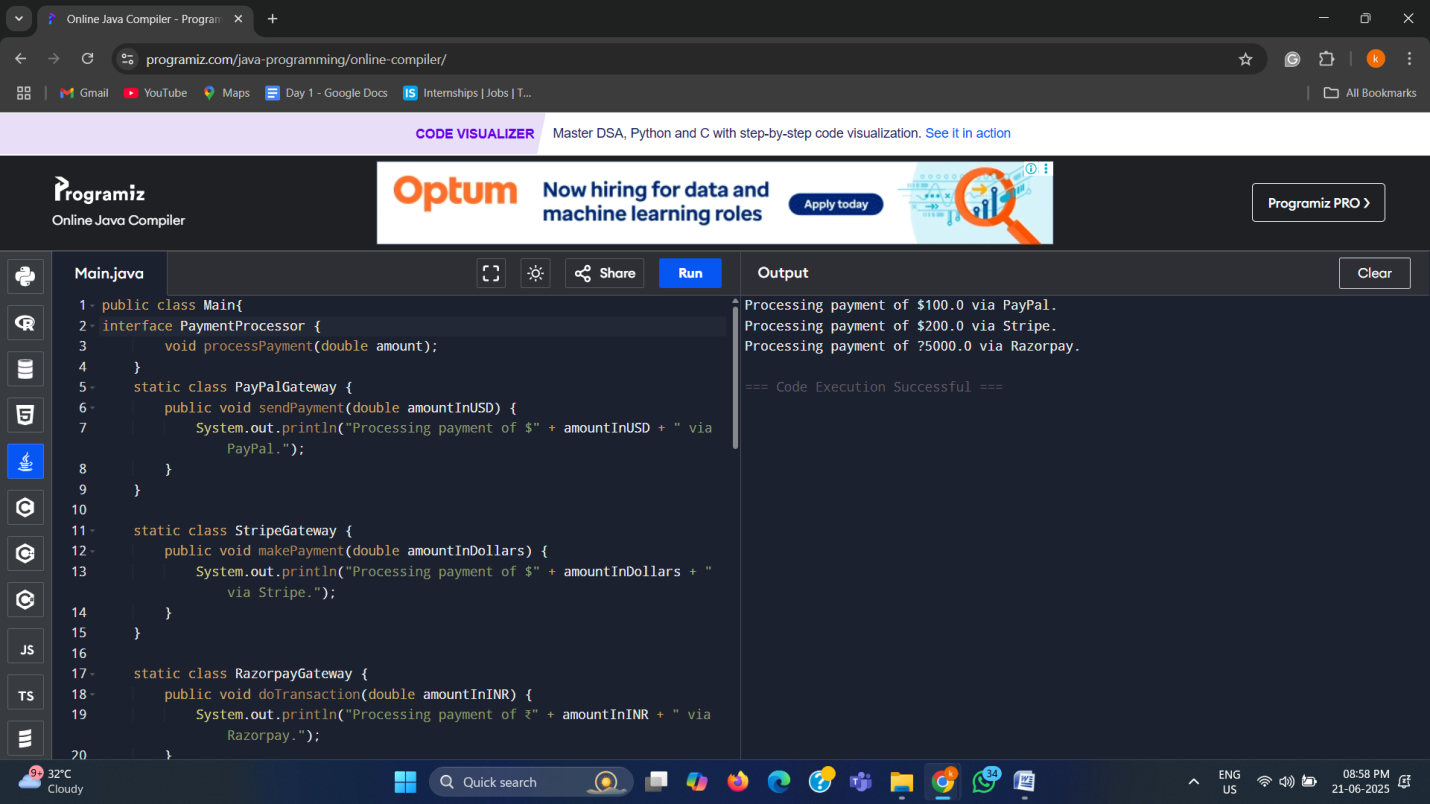 Online Java Compiler - Program
programiz.com/java-programming/online-compiler/
k
Gmail
YouTube
Maps
Day 1 - Google Docs
IS
Internships | Jobs | T...
All Bookmarks
CODE VISUALIZER
Master DSA, Python and C with step-by-step code visualization. See it in action
Programiz
Online Java Compiler
Optum
Now hiring for data and
machine learning roles
Apply today
Programiz PRO
Main.java
Share
Run
Output
Clear
1 public class Main{
2 interface PaymentProcessor {
3 void processPayment(double amount);
4 }
5 static class PayPalGateway {
6 public void sendPayment(double amountInUSD) {
7 System.out.println("Processing payment of $" + amountInUSD + " via
PayPal.");
8 }
9 }
10
11 static class StripeGateway {
12 public void makePayment(double amountInDollars) {
13 System.out.println("Processing payment of $" + amountInDollars + "
via Stripe.");
14 }
15 }
16
17 static class RazorpayGateway {
18 public void doTransaction(double amountInINR) {
19 System.out.println("Processing payment of ₹" + amountInINR + " via
Razorpay.");
20 }
Processing payment of $100.0 via PayPal.
Processing payment of $200.0 via Stripe.
Processing payment of ?5000.0 via Razorpay.
=== Code Execution Successful ===
JS
TS
9+
32°C
Cloudy
Quick search
34
ENG
US
08:58 PM
21-06-2025